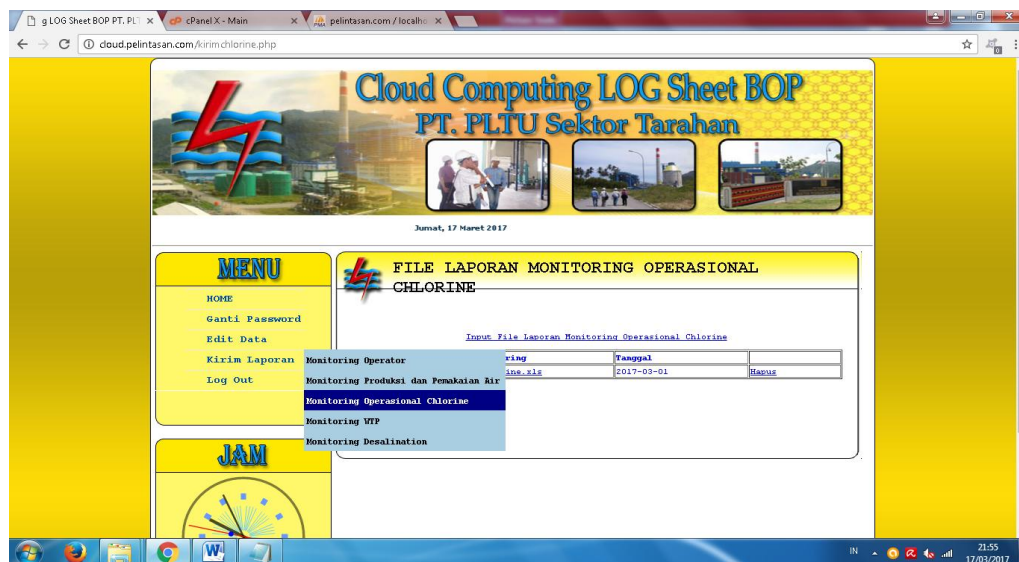 g LOG Sheet BOP PT. PLT
cPanel X - Main
pelintasan.com / localho
cloud.pelintasan.com/kirimchlorine.php
Cloud Computing LOG Sheet BOP
PT. PLTU Sektor Tarahan
Jumat, 17 Maret 2017
MENU
HOME
Ganti Password
Edit Data
Kirim Laporan
Log Out
Monitoring Operator
Monitoring Produksi dan Pemakaian Air
Monitoring Operasional Chlorine
Monitoring WTP
Monitoring Desalination
FILE LAPORAN MONITORING OPERASIONAL
CHLORINE
Input File Laporan Monitoring Operasional Chlorine
ring Tanggal
ine.xls 2017-03-01 Hapus
JAM
IN
21:55
17/03/2017